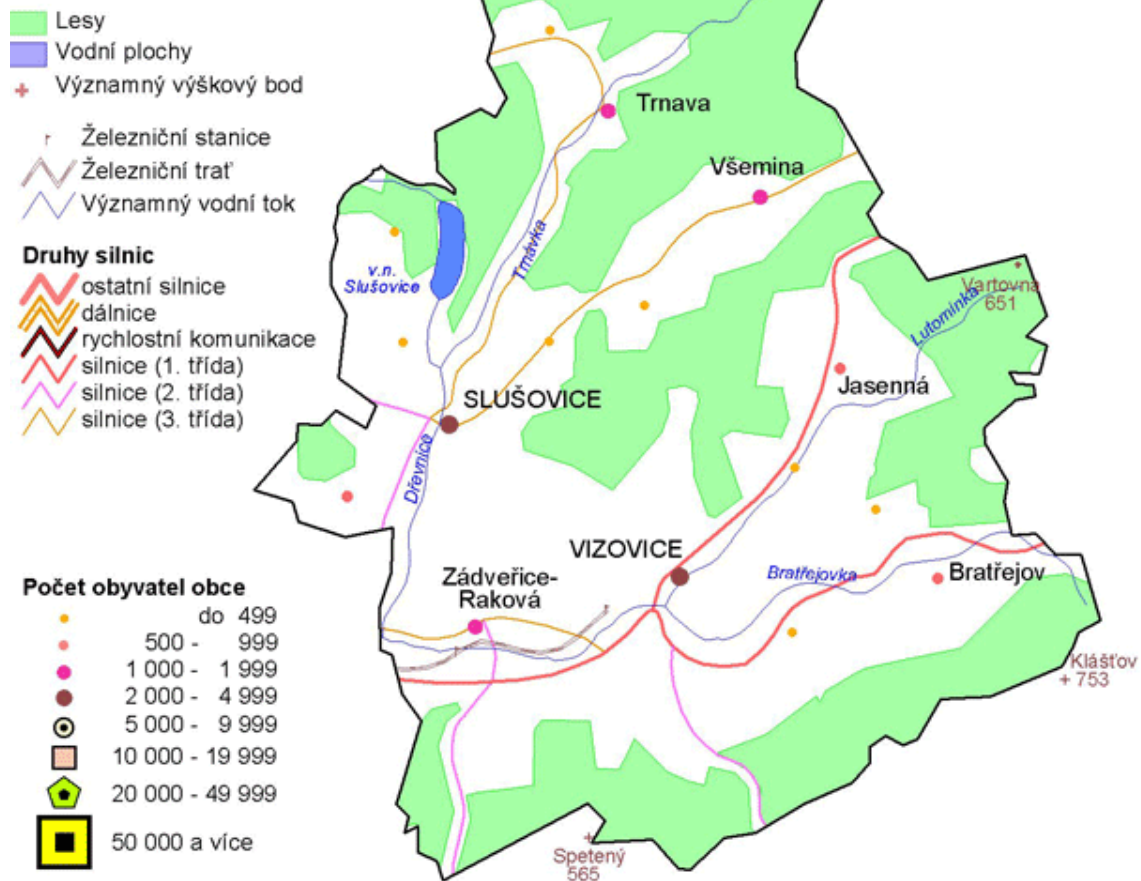 Lesy
Vodní plochy
Významný výškový bod
Železniční stanice
Železniční trať
Významný vodní tok
Druhy silnic
ostatní silnice
dálnice
rychlostní komunikace
silnice (1. třída)
silnice (2. třída)
silnice (3. třída)
Počet obyvatel obce
do 499
500 - 999
1 000 - 1 999
2 000 - 4 999
5 000 - 9 999
10 000 - 19 999
20 000 - 49 999
50 000 a více
Trnava
Všemina
Trnávka
v.n.
Slušovice
Vartovna
651
Lutomínka
Jasenná
SLUŠOVICE
Dřevnice
VIZOVICE
Zádveřice-
Raková
Bratřejovka
Bratřejov
Klášťov
753
Spetený
565